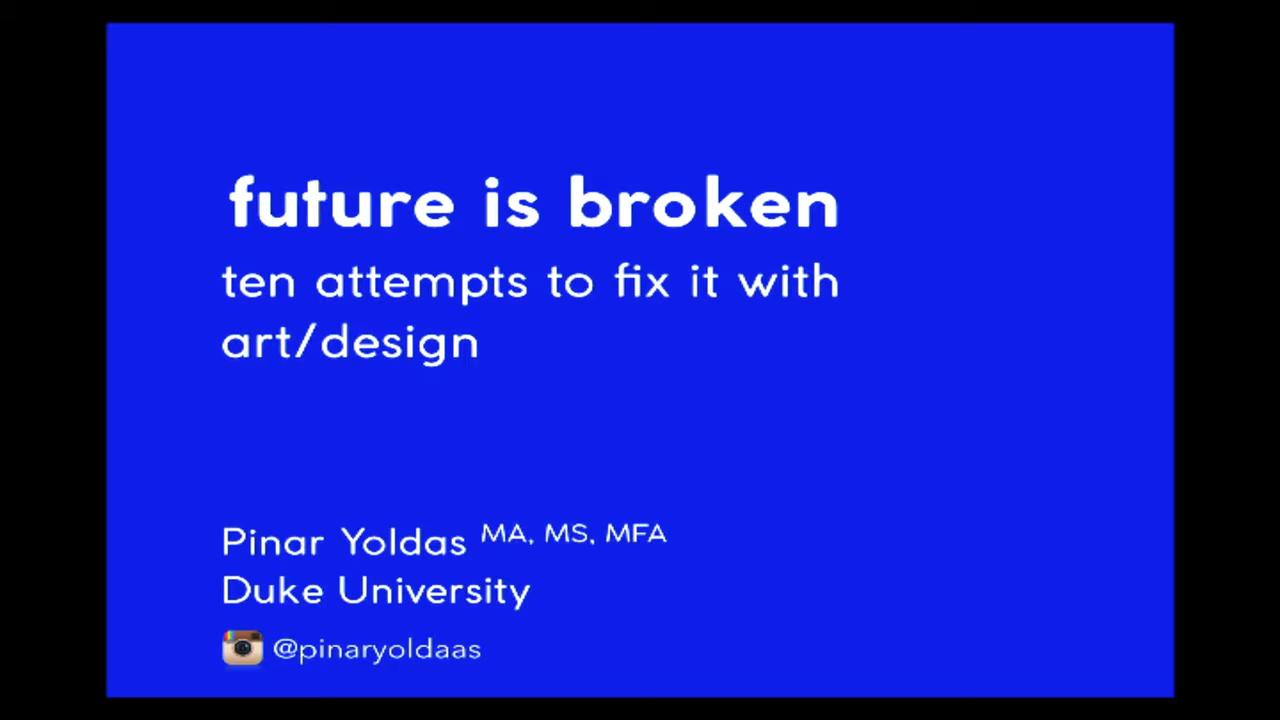 future is broken
ten attempts to fix it with
art/design
Pinar Yoldas MA, MS, MFA
Duke University
@pinaryoldaas